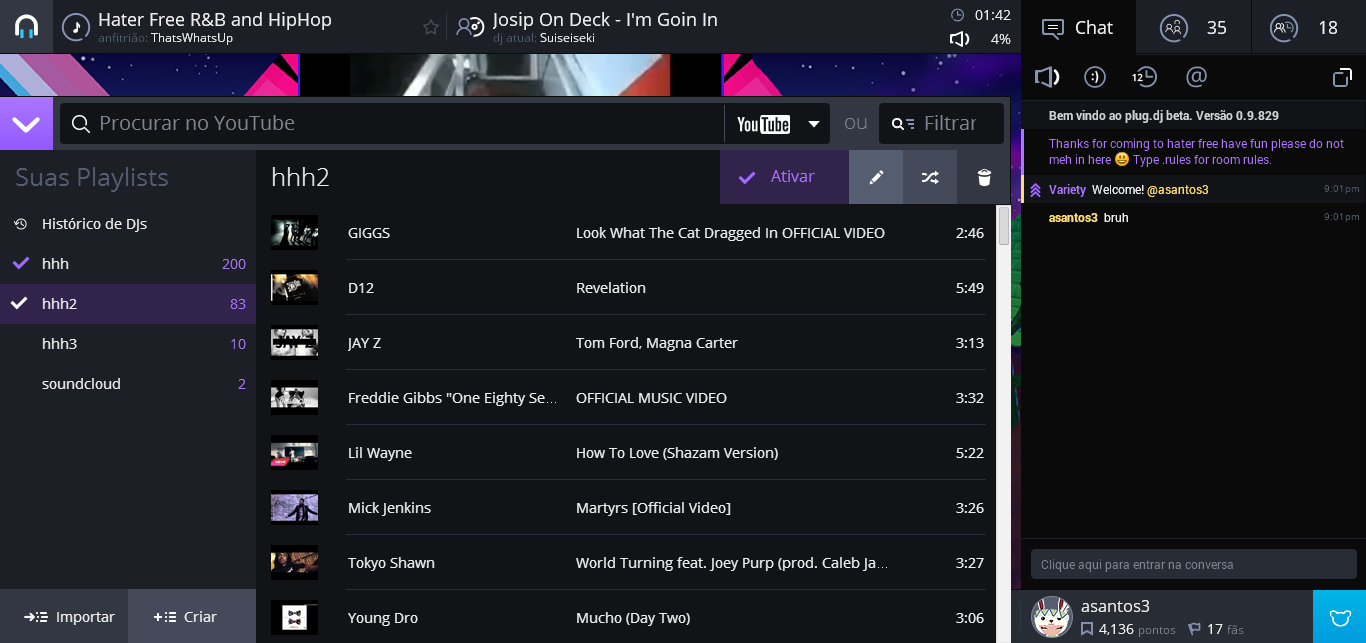 Hater Free R&B and HipHop
anfitrião: ThatsWhatsUp
Josip On Deck - I'm Goin In
dj atual: Suiseiseki
01:42
4%
Chat
35
18
12
@
Procurar no YouTube
YouTube
OU
Filtrar
Suas Playlists
Histórico de DJs
hhh 200
hhh2 83
hhh3 10
soundcloud 2
Importar
Criar
hhh2
Ativar
GIGGS Look What The Cat Dragged In OFFICIAL VIDEO 2:46
D12 Revelation 5:49
JAY Z Tom Ford, Magna Carter 3:13
Freddie Gibbs "One Eighty Se... OFFICIAL MUSIC VIDEO 3:32
Lil Wayne How To Love (Shazam Version) 5:22
Mick Jenkins Martyrs [Official Video] 3:26
Tokyo Shawn World Turning feat. Joey Purp (prod. Caleb Ja... 3:27
Young Dro Mucho (Day Two) 3:06
Bem vindo ao plug.dj beta. Versão 0.9.829
Thanks for coming to hater free have fun please do not
meh in here 😃 Type .rules for room rules.
Variety Welcome! @asantos3 9:01pm
asantos3 bruh 9:01pm
Clique aqui para entrar na conversa
asantos3
4,136 pontos 17 fãs